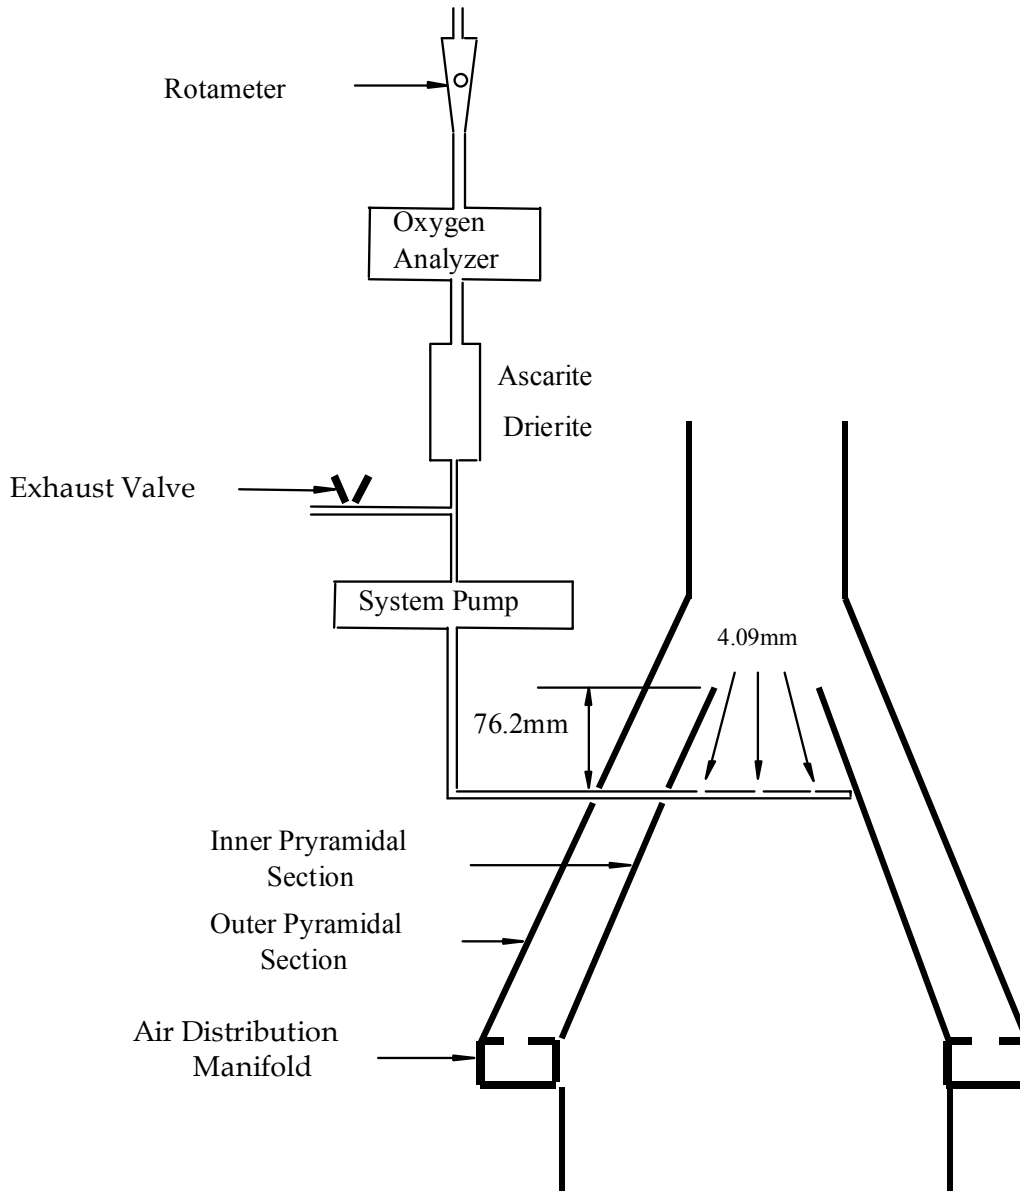 Rotameter
Oxygen
Analyzer
Ascarite
Drierite
Exhaust Valve
System Pump
4.09mm
76.2mm
Inner Pryramidal
Section
Outer Pyramidal
Section
Air Distribution
Manifold